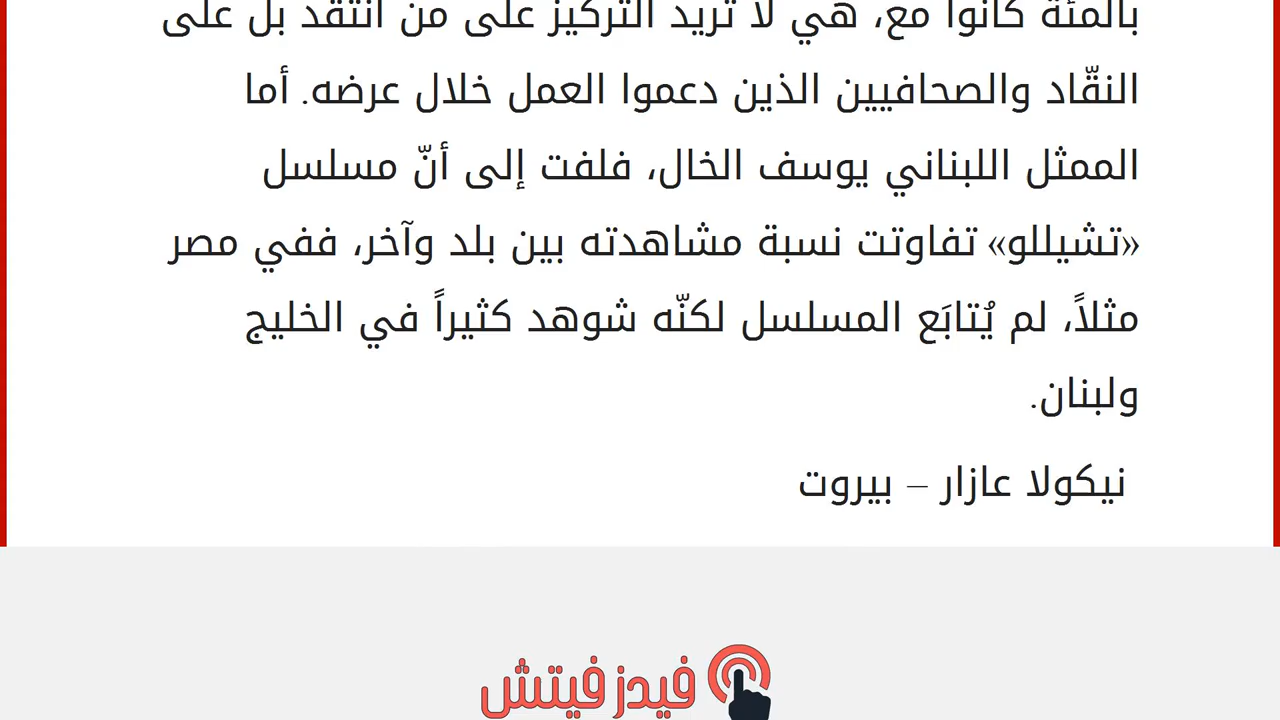 بالمئة كانوا مع، هي لا تريد التركيز على من انتقد بل على
النقّاد والصحافيين الذين دعموا العمل خلال عرضه. أما
الممثل اللبناني يوسف الخال، فلفت إلى أنّ مسلسل
«تشيللو» تفاوتت نسبة مشاهدته بين بلد وآخر، ففي مصر
مثلاً، لم يُتابَع المسلسل لكنّه شوهد كثيراً في الخليج
ولبنان.
نيكولا عازار – بيروت
فيدز فيتش